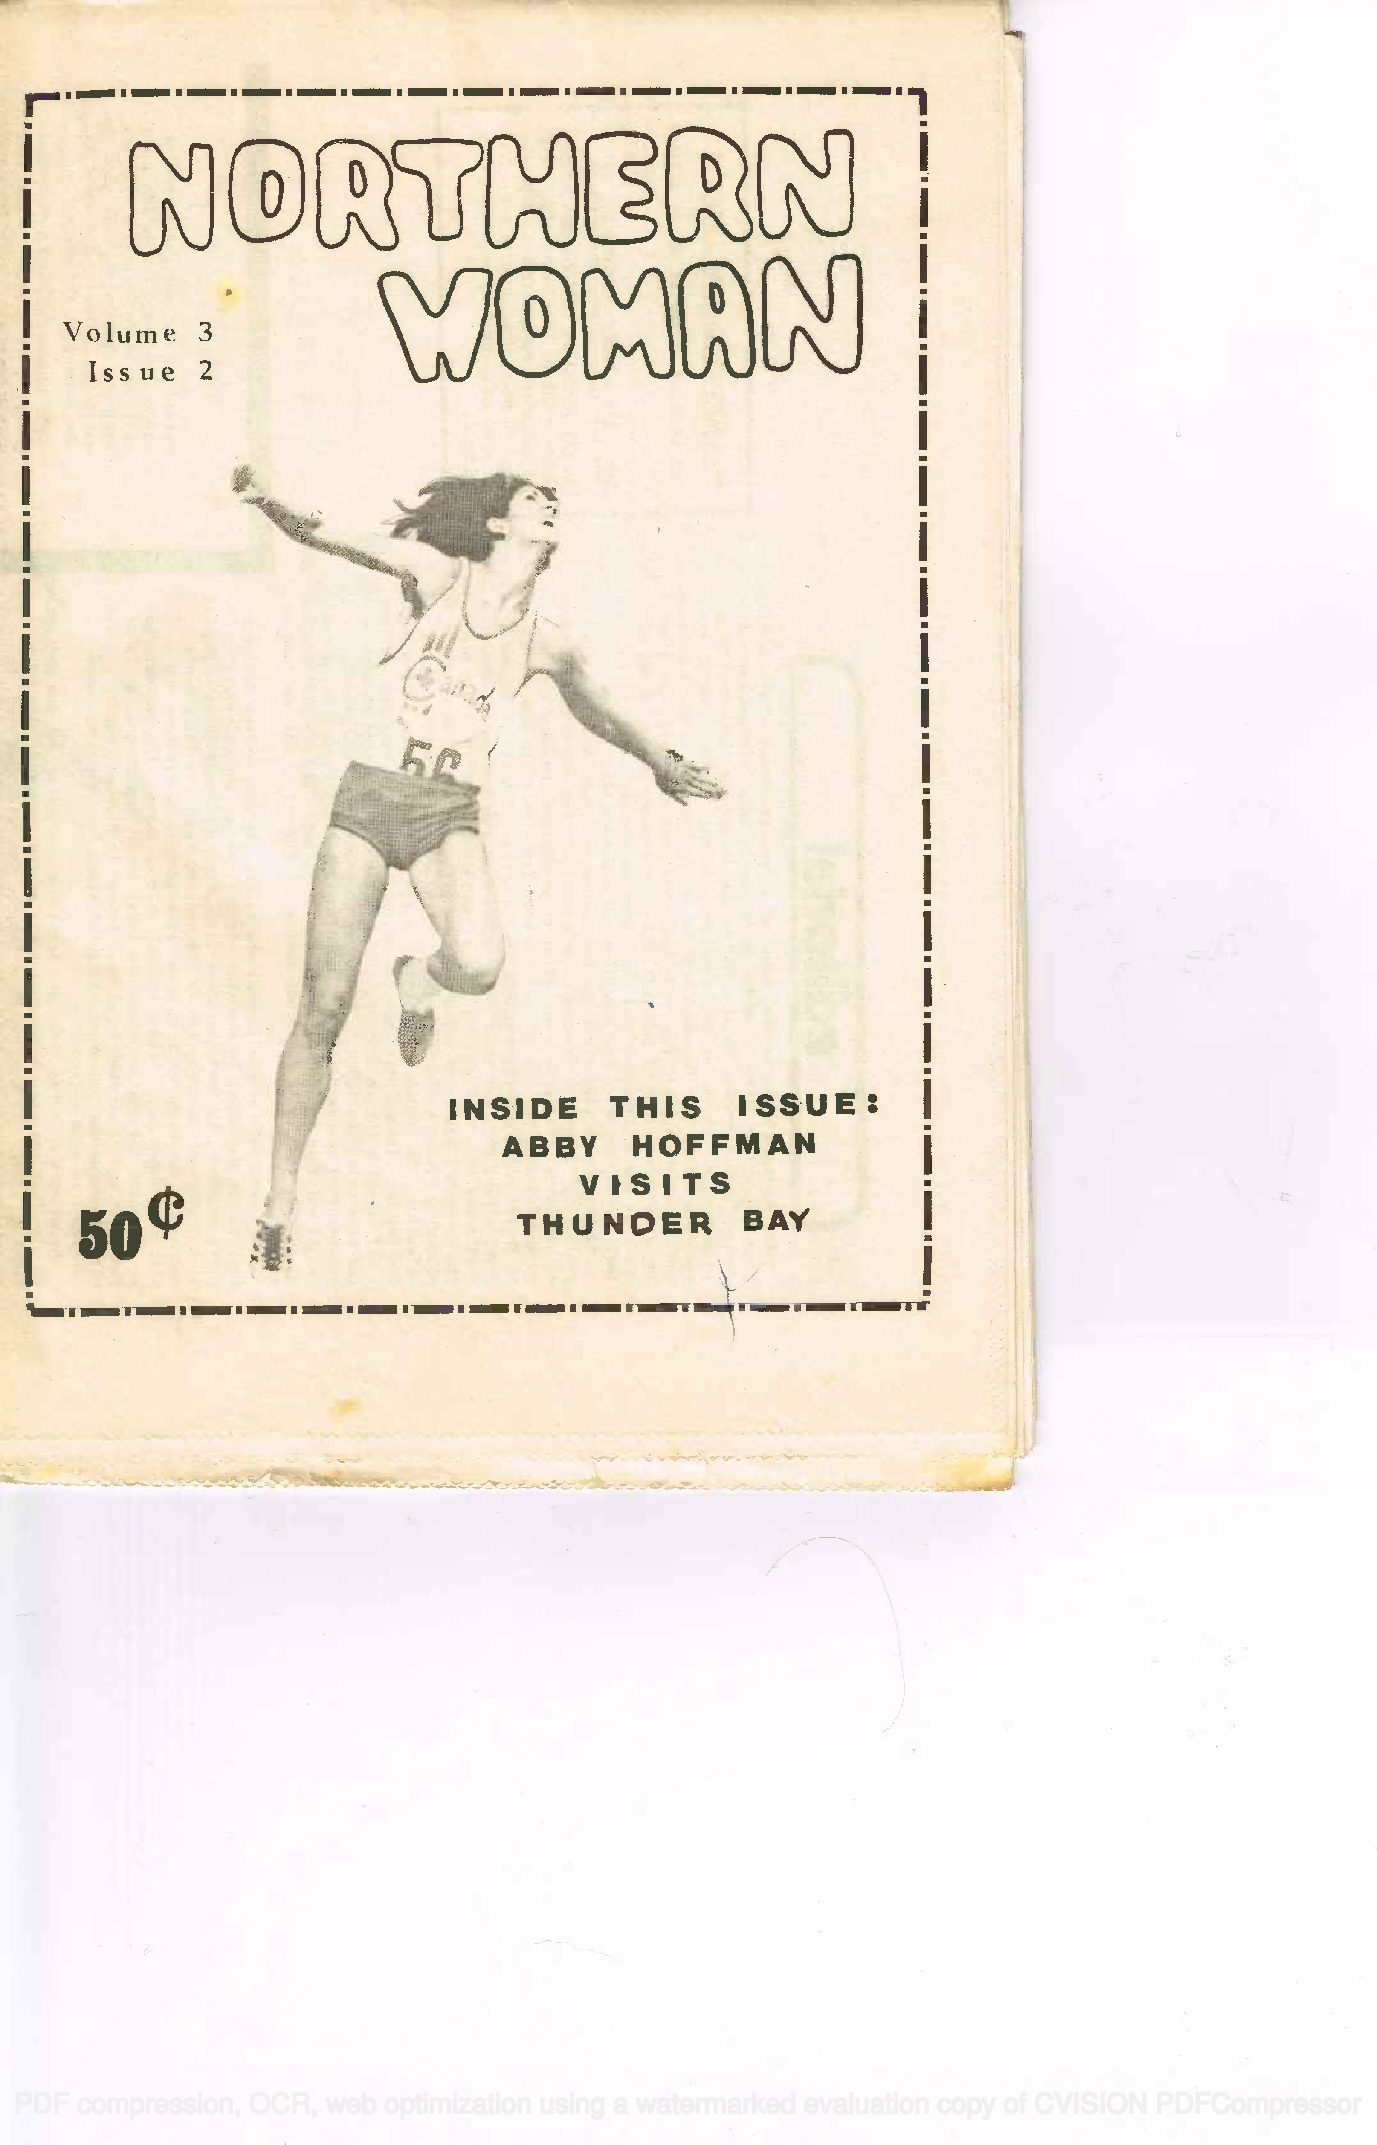 NORTHERN
WOMAN
Volume 3
Issue 2
Canada
INSIDE THIS ISSUE:
ABBY HOFFMAN
VISITS
THUNDER BAY
50¢
PDF compression, OCR, web optimization using a watermarked evaluation copy of CVISION PDFCompressor